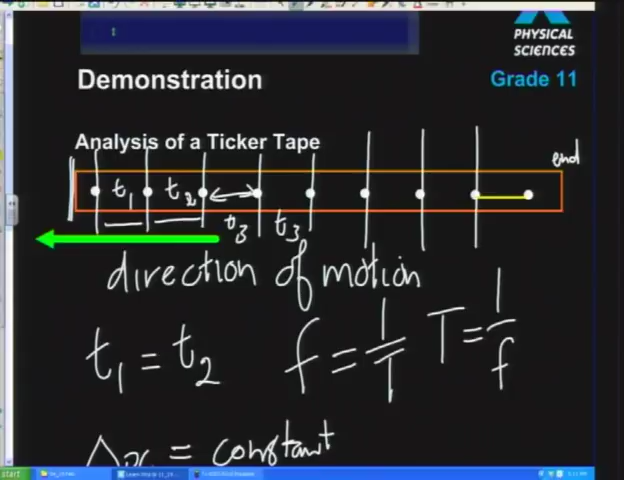 PHYSICAL
SCIENCES
Demonstration
Grade 11
Analysis of a Ticker Tape
end
t₁ t₂
t₃ t₃
direction of motion
t₁ = t₂ f = 1/T T = 1/f
Δx = constant
start